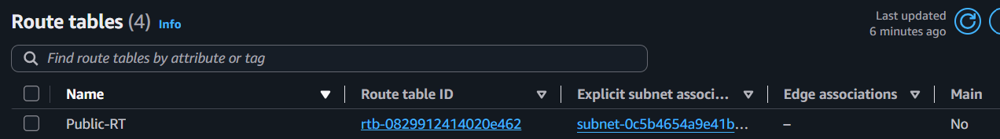 Route tables (4) Info
Last updated
6 minutes ago
Find route tables by attribute or tag
Name Route table ID Explicit subnet associ... Edge associations Main
Public-RT rtb-0829912414020e462 subnet-0c5b4654a9e41b... – No